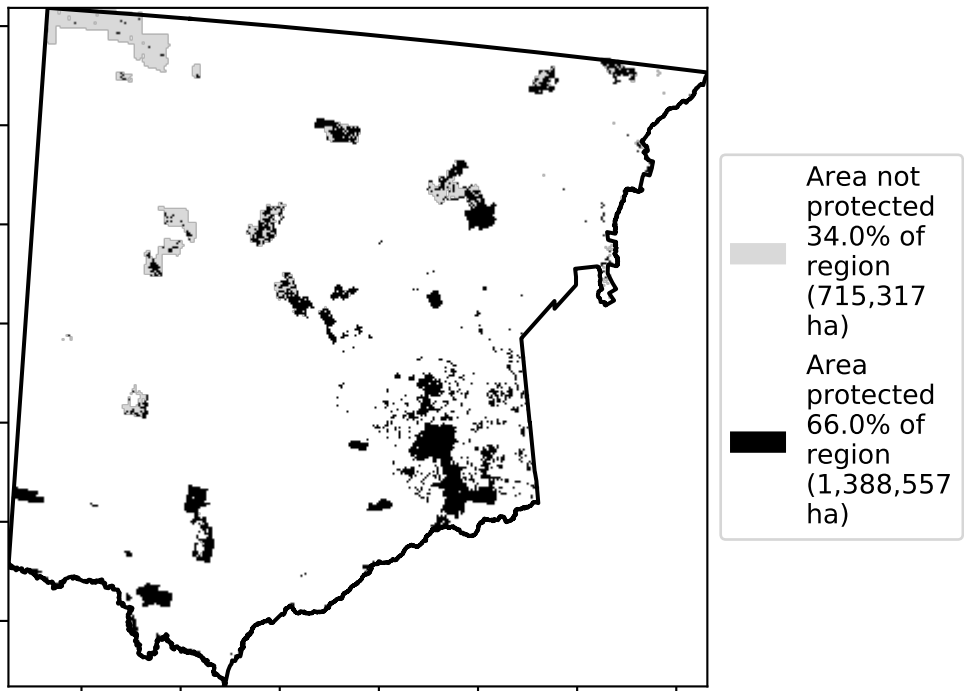 Area not
protected
34.0% of
region
(715,317
ha)
Area
protected
66.0% of
region
(1,388,557
ha)